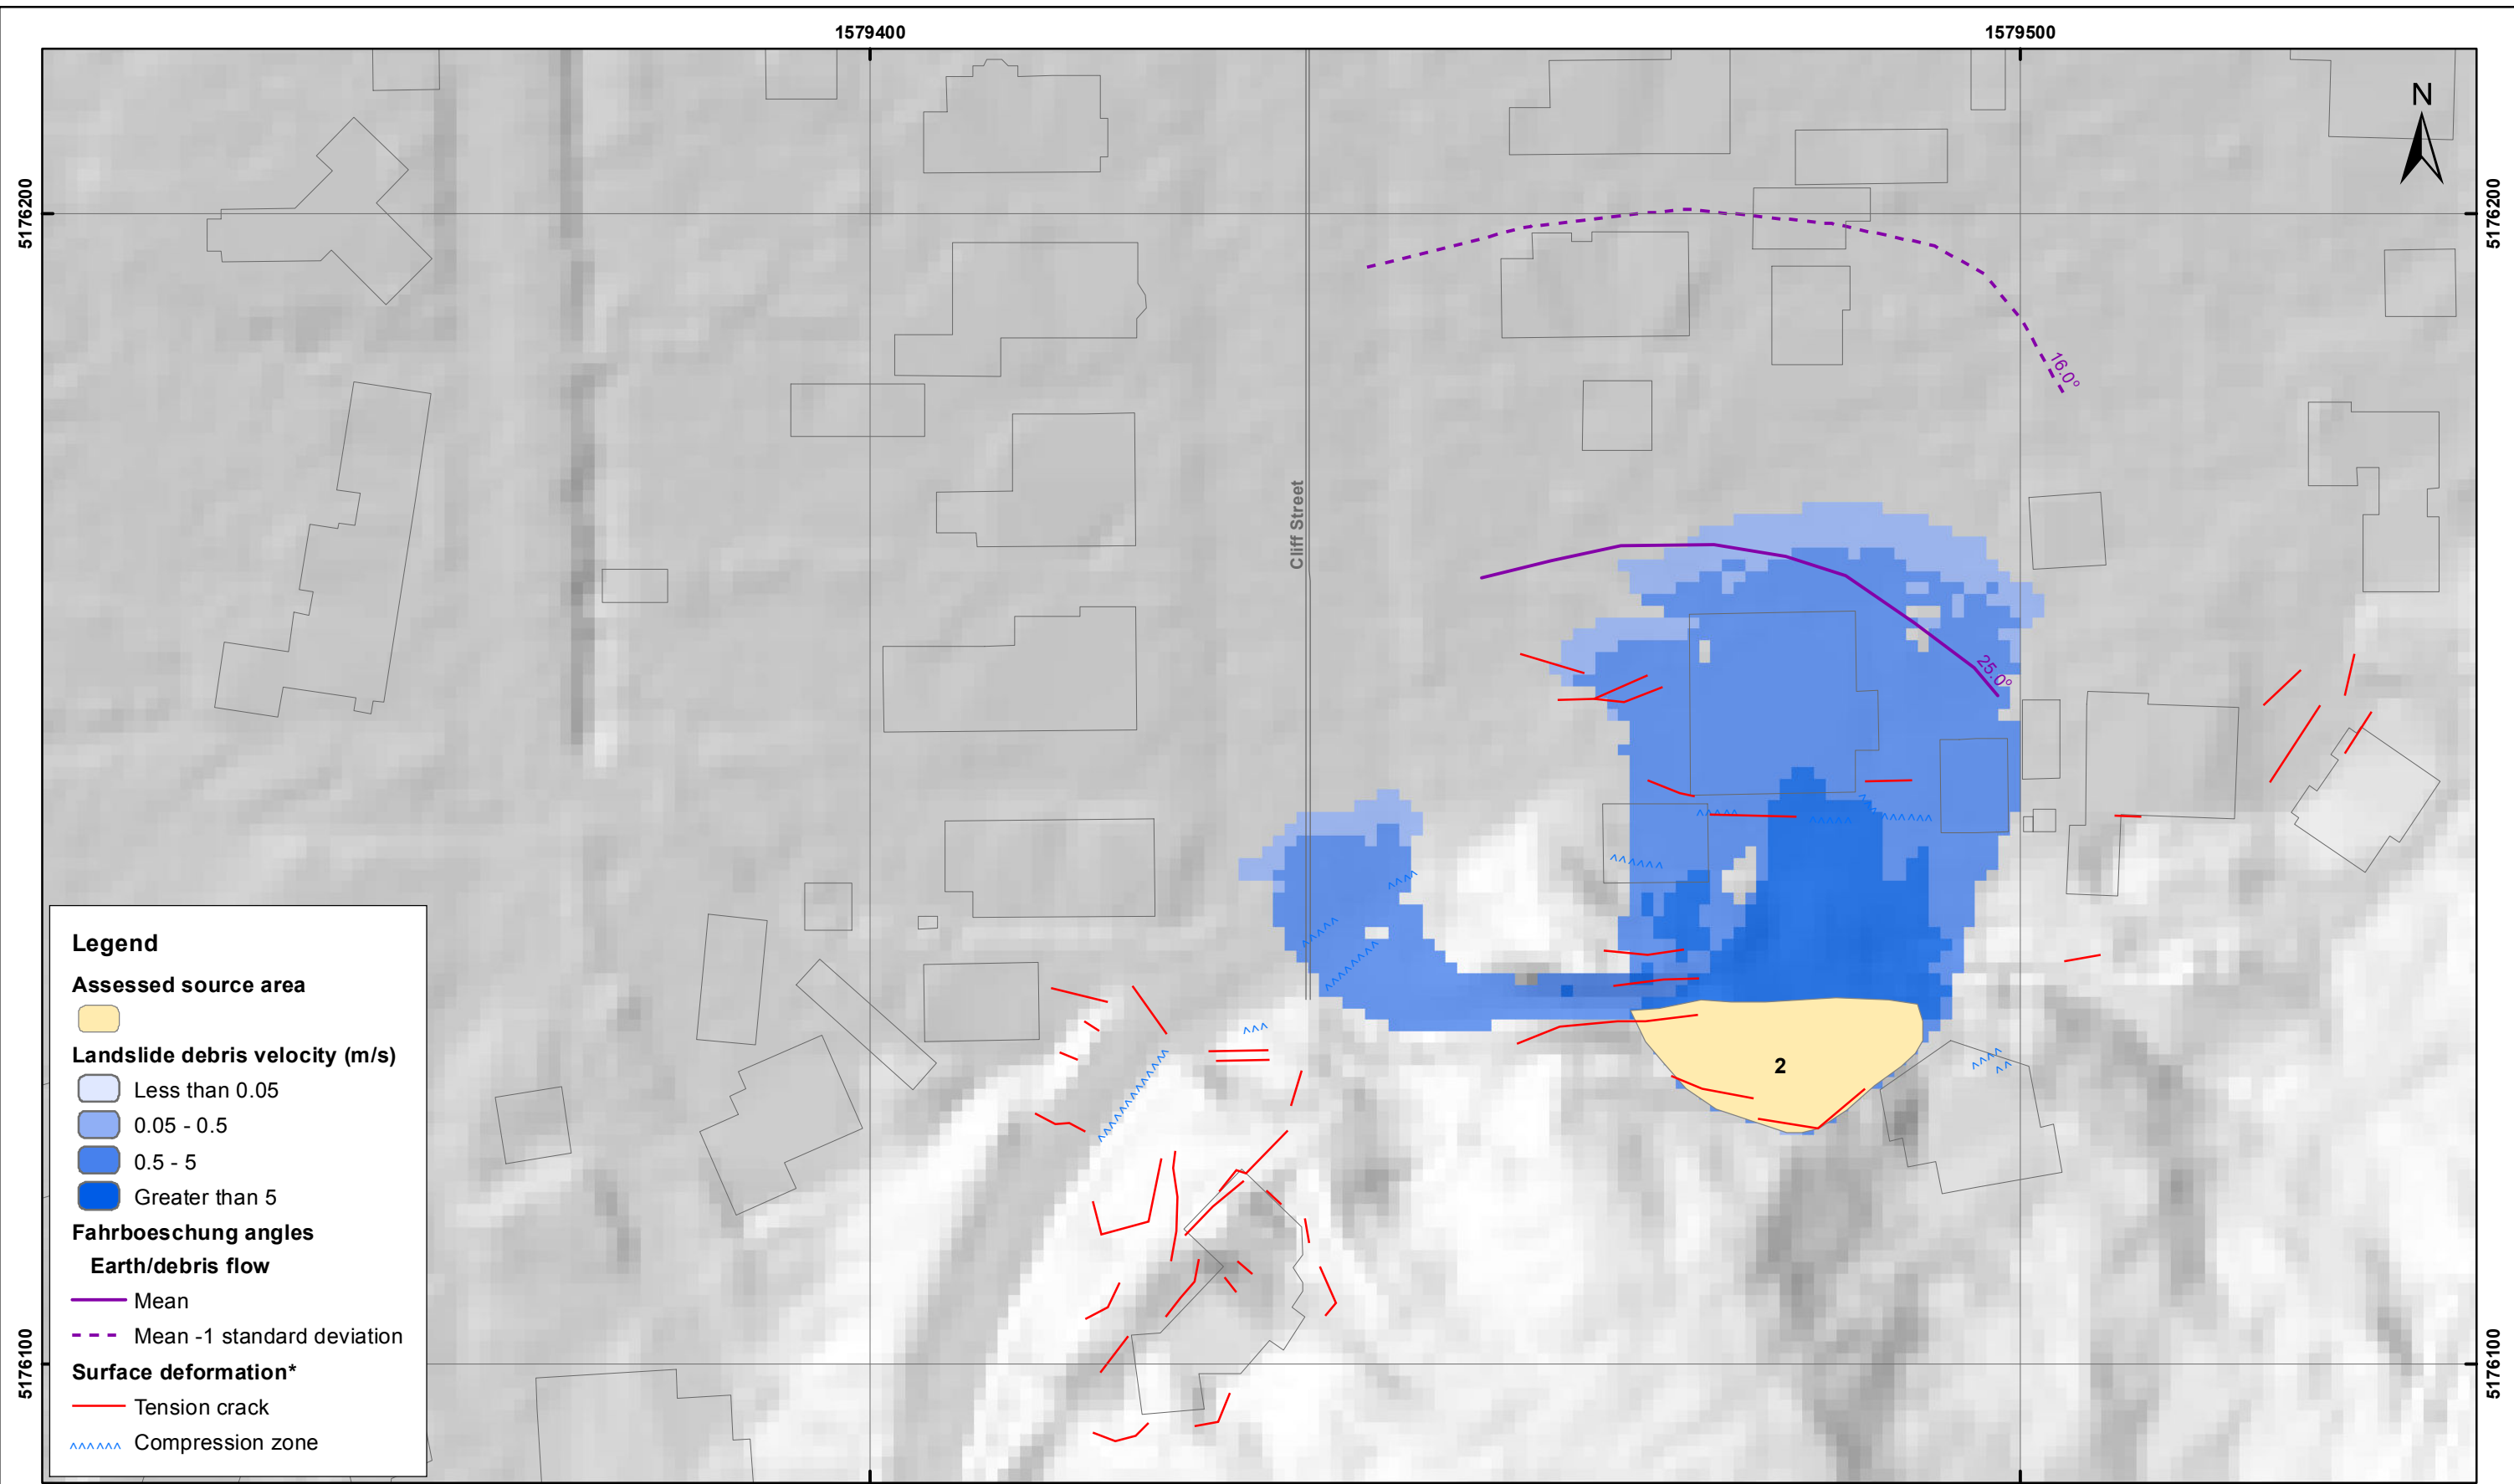 1579400
1579500
N
5176200
5176200
16.0°
Cliff Street
25.0°
2
Legend
Assessed source area
Landslide debris velocity (m/s)
Less than 0.05
0.05 - 0.5
0.5 - 5
Greater than 5
Fahrboeschung angles
Earth/debris flow
Mean
Mean -1 standard deviation
Surface deformation*
Tension crack
Compression zone
5176100
5176100